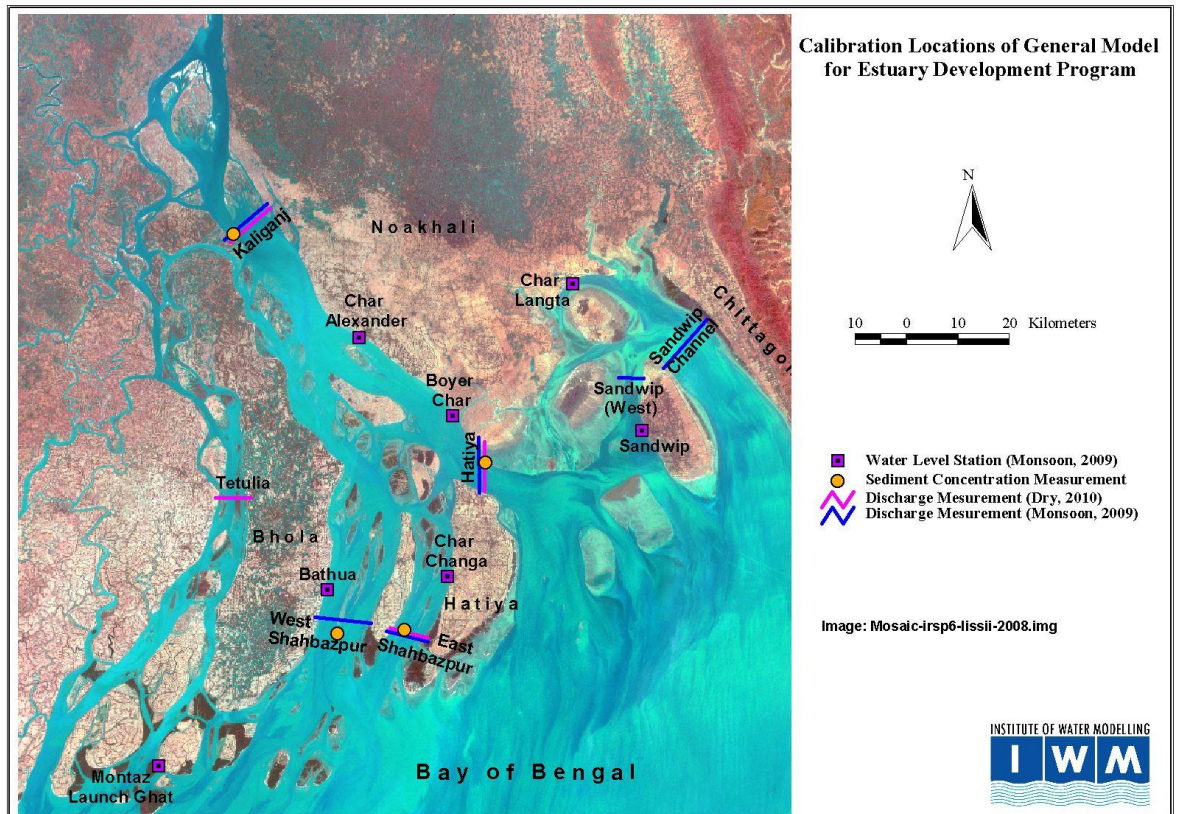 Calibration Locations of General Model
for Estuary Development Program
N
10 0 10 20 Kilometers
Water Level Station (Monsoon, 2009)
Sediment Concentration Measurement
Discharge Mesurement (Dry, 2010)
Discharge Mesurement (Monsoon, 2009)
Image: Mosaic-irsp6-lissii-2008.img
INSTITUTE OF WATER MODELLING
IWM
Kaliganj
Noakhali
Char
Langta
Char
Alexander
Sandwip
Channel
Chittagon
Boyer
Char
Sandwip
(West)
Sandwip
Hatiya
Tetulia
Bhola
Char
Changa
Bathua
Hatiya
West
Shahbazpur
East
Shahbazpur
Montaz
Launch Ghat
Bay of Bengal